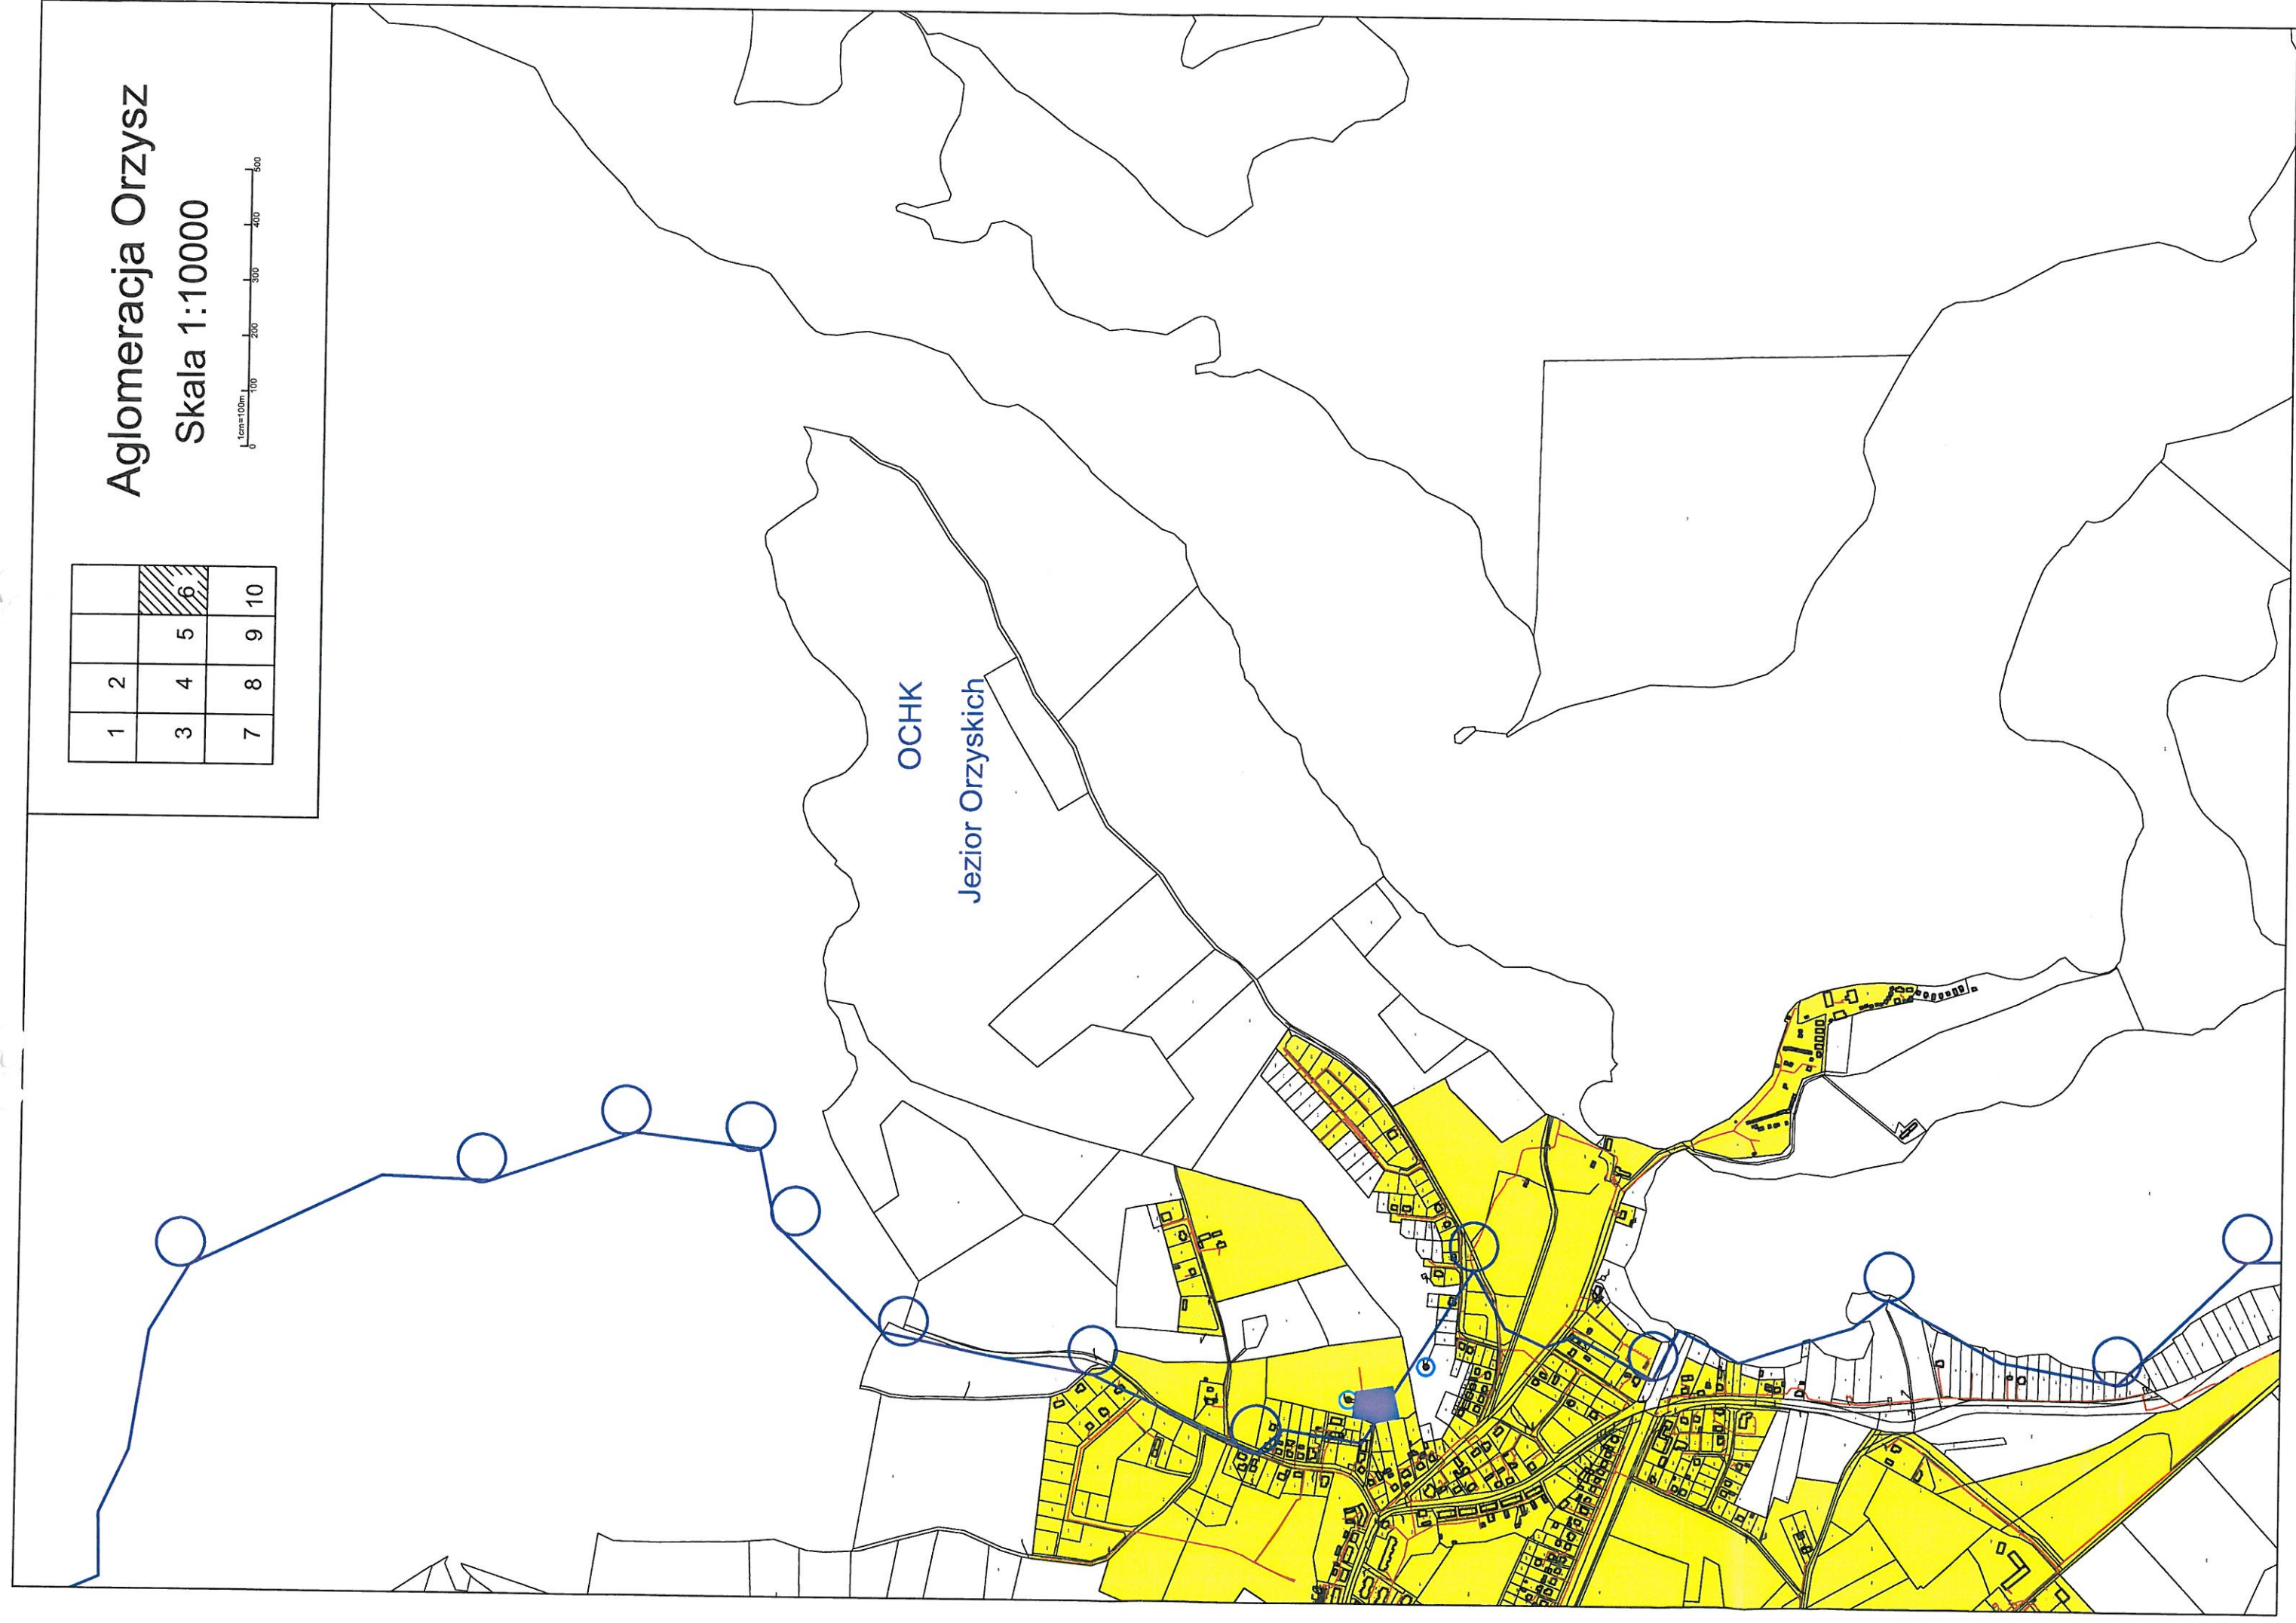 Aglomeracja Orzysz
Skala 1:10000
1cm=100m
0 100 200 300 400 500
1 2
3 4 5 6
7 8 9 10
OCHK
Jezior Orzyskich